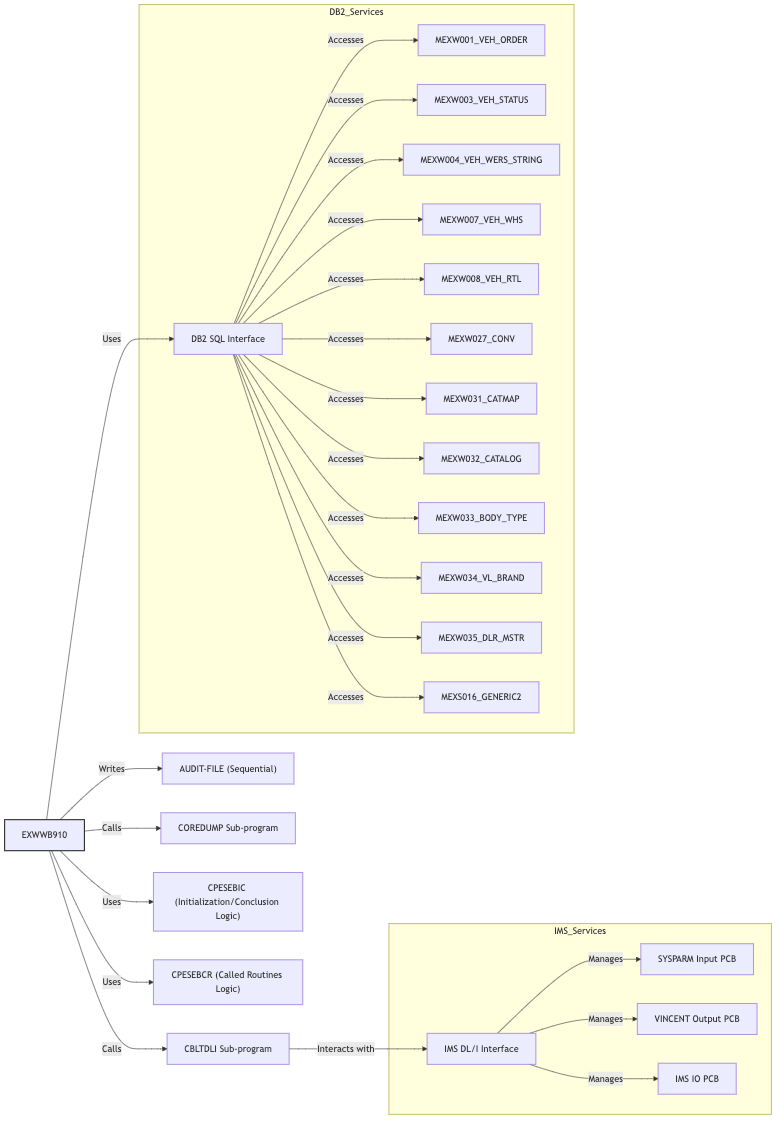 DB2_Services
Accesses
MEXW001_VEH_ORDER
Accesses
MEXW003_VEH_STATUS
Accesses
MEXW004_VEH_WERS_STRING
Accesses
MEXW007_VEH_WHS
Accesses
MEXW008_VEH_RTL
Uses
DB2 SQL Interface
Accesses
MEXW027_CONV
Accesses
MEXW031_CATMAP
Accesses
MEXW032_CATALOG
Accesses
MEXW033_BODY_TYPE
Accesses
MEXW034_VL_BRAND
Accesses
MEXW035_DLR_MSTR
Accesses
MEXS016_GENERIC2
Writes
AUDIT-FILE (Sequential)
EXWWB910
Calls
COREDUMP Sub-program
Uses
CPESEBIC
(Initialization/Conclusion
Logic)
Uses
CPESEBCR (Called Routines
Logic)
Calls
CBLTDLI Sub-program
Interacts with
IMS_Services
IMS DL/I Interface
Manages
SYSPARM Input PCB
Manages
VINCENT Output PCB
Manages
IMS IO PCB